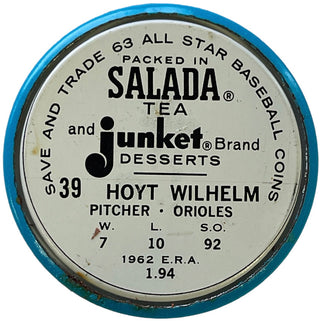 SAVE AND TRADE 63 ALL STAR BASEBALL COINS
PACKED IN
SALADA®
TEA
and junket® Brand
DESSERTS
39 HOYT WILHELM
PITCHER · ORIOLES
W. L. S.O.
7 10 92
1962 E.R.A.
1.94